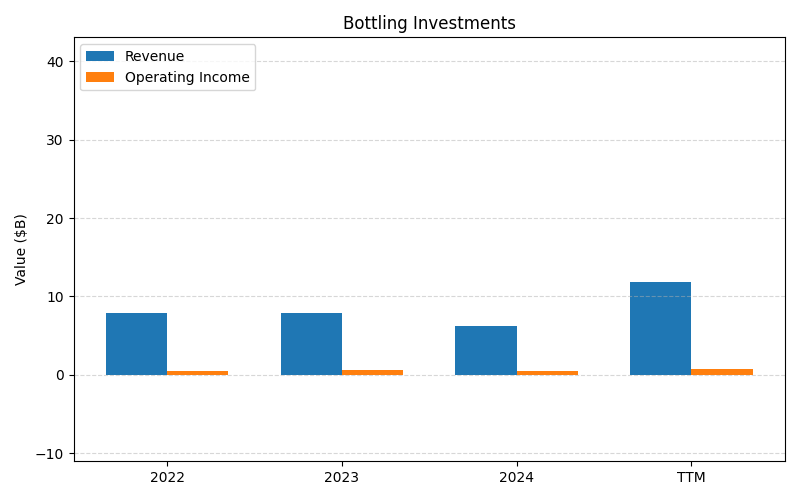 Bottling Investments
Revenue
Operating Income
Value ($B)
40
30
20
10
0
−10
2022
2023
2024
TTM